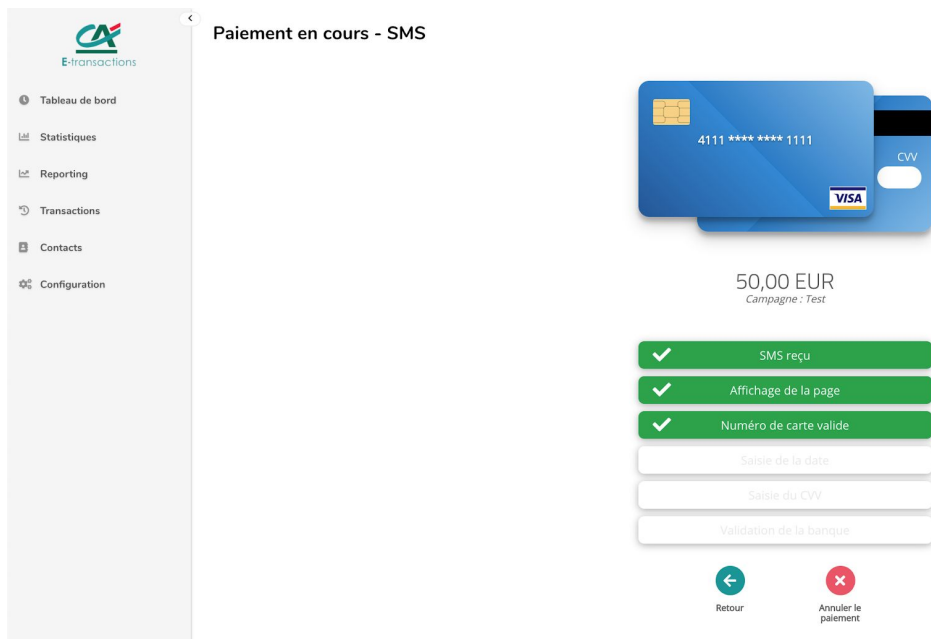 CA
E-transactions
Tableau de bord
Statistiques
Reporting
Transactions
Contacts
Configuration
Paiement en cours - SMS
4111 **** **** 1111
CVV
VISA
50,00 EUR
Campagne : Test
SMS reçu
Affichage de la page
Numéro de carte valide
Saisie de la date
Saisie du CVV
Validation de la banque
Retour
Annuler le
paiement